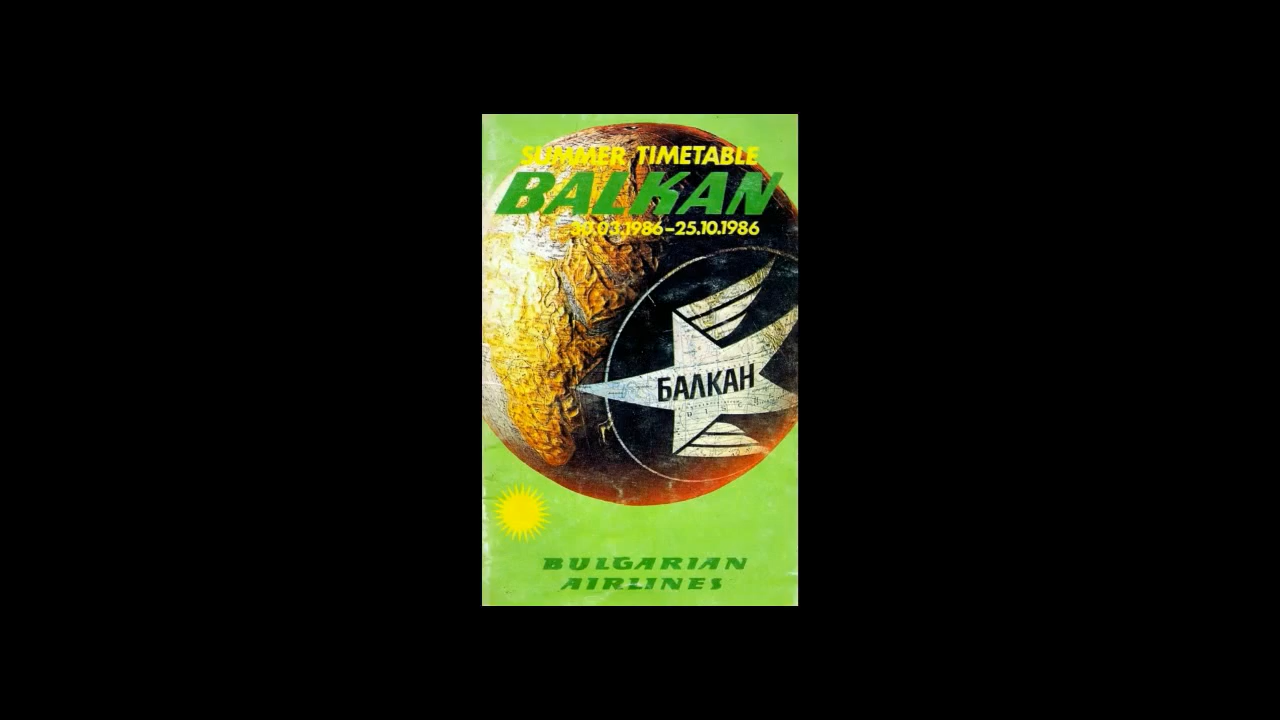 SUMMER TIMETABLE
BALKAN
30.03.1986-25.10.1986
БАЛКАН
BULGARIAN
AIRLINES